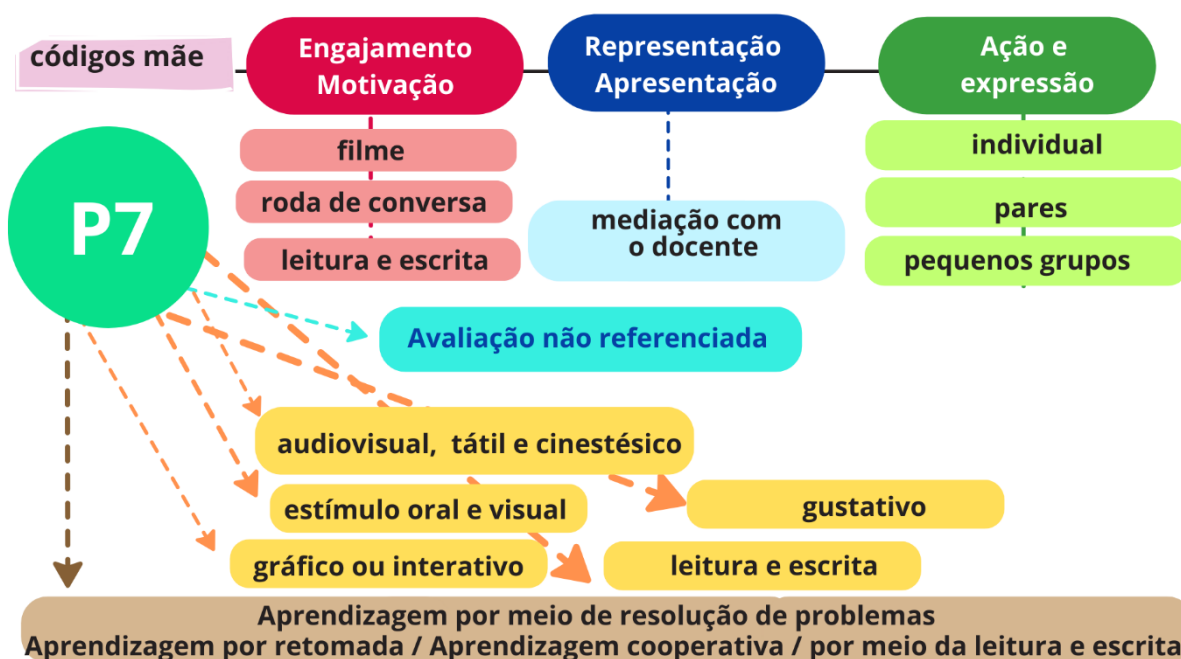 códigos mãe
Engajamento
Motivação
Representação
Apresentação
Ação e
expressão
filme
roda de conversa
leitura e escrita
mediação com
o docente
individual
pares
pequenos grupos
P7
Avaliação não referenciada
audiovisual, tátil e cinestésico
estímulo oral e visual
gustativo
gráfico ou interativo
leitura e escrita
Aprendizagem por meio de resolução de problemas
Aprendizagem por retomada / Aprendizagem cooperativa / por meio da leitura e escrita